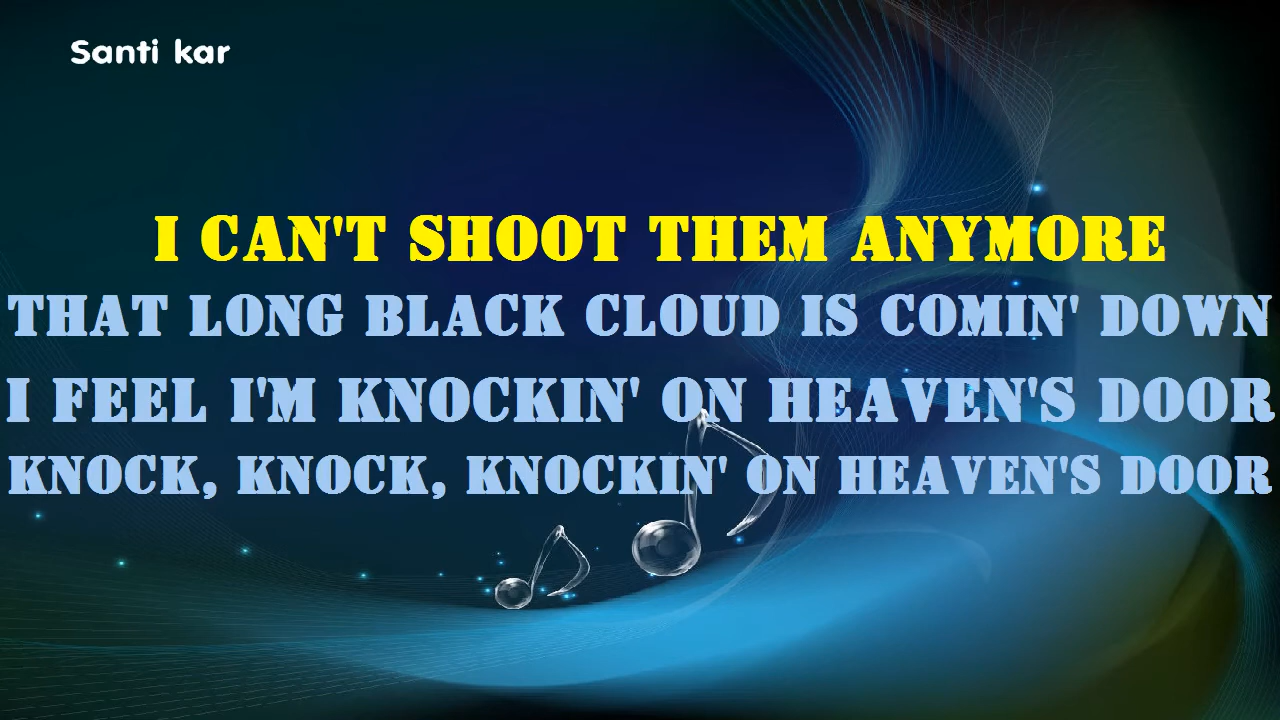 Santi kar
I CAN'T SHOOT THEM ANYMORE
THAT LONG BLACK CLOUD IS COMIN' DOWN
I FEEL I'M KNOCKIN' ON HEAVEN'S DOOR
KNOCK, KNOCK, KNOCKIN' ON HEAVEN'S DOOR